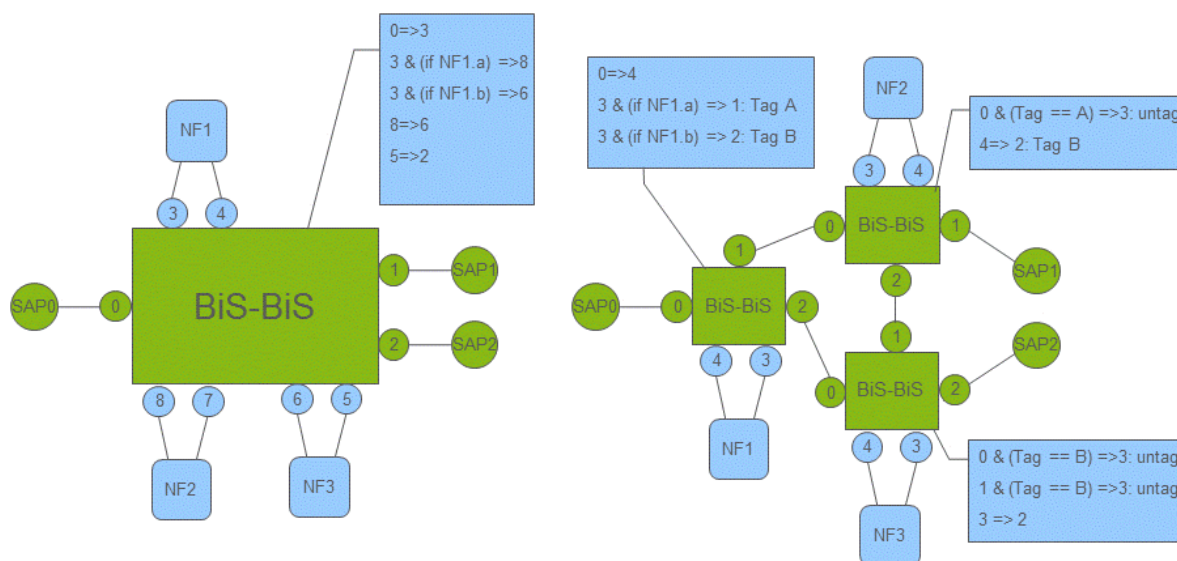 0=>3
3 & (if NF1.a) =>8
3 & (if NF1.b) =>6
8=>6
5=>2
NF1
3
4
SAP0
0
BiS-BiS
1
SAP1
2
SAP2
8
7
6
5
NF2
NF3
0=>4
3 & (if NF1.a) => 1: Tag A
3 & (if NF1.b) => 2: Tag B
NF2
0 & (Tag == A) =>3: untag
4=> 2: Tag B
3
4
0
BiS-BiS
1
2
SAP1
1
SAP0
0
BiS-BiS
2
4
3
NF1
1
SAP2
0
BiS-BiS
2
4
3
NF3
0 & (Tag == B) =>3: untag
1 & (Tag == B) =>3: untag
3 => 2